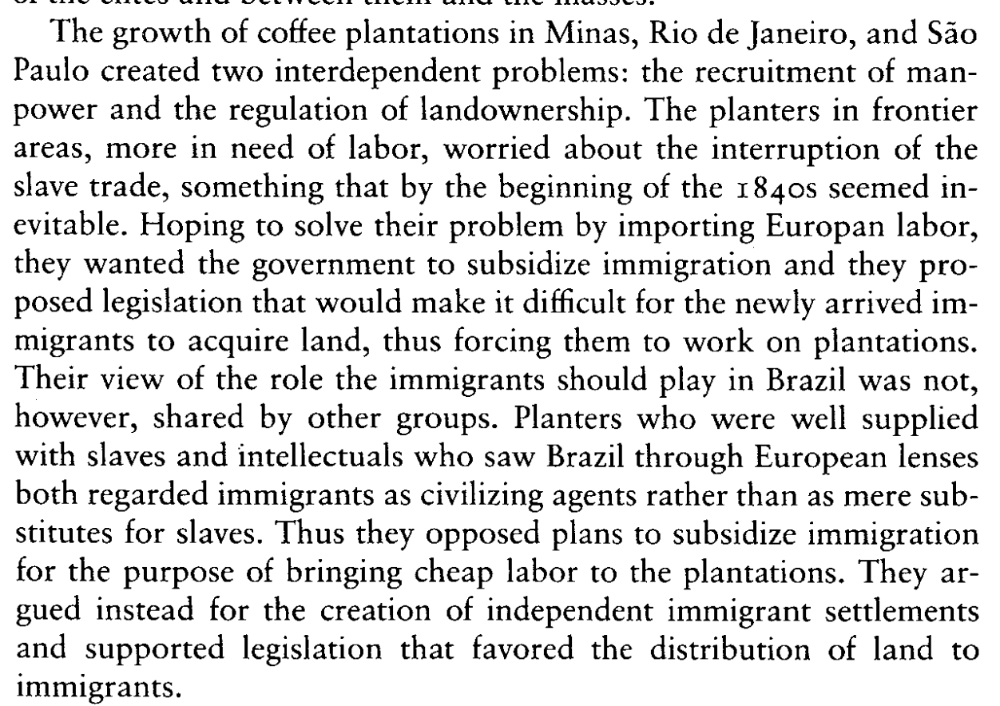 of the elites and between them and the masses.
The growth of coffee plantations in Minas, Rio de Janeiro, and São
Paulo created two interdependent problems: the recruitment of man-
power and the regulation of landownership. The planters in frontier
areas, more in need of labor, worried about the interruption of the
slave trade, something that by the beginning of the 1840s seemed in-
evitable. Hoping to solve their problem by importing Europan labor,
they wanted the government to subsidize immigration and they pro-
posed legislation that would make it difficult for the newly arrived im-
migrants to acquire land, thus forcing them to work on plantations.
Their view of the role the immigrants should play in Brazil was not,
however, shared by other groups. Planters who were well supplied
with slaves and intellectuals who saw Brazil through European lenses
both regarded immigrants as civilizing agents rather than as mere sub-
stitutes for slaves. Thus they opposed plans to subsidize immigration
for the purpose of bringing cheap labor to the plantations. They ar-
gued instead for the creation of independent immigrant settlements
and supported legislation that favored the distribution of land to
immigrants.